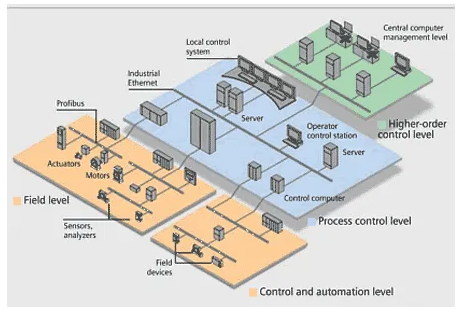 Central computer
management level
Local control
system
Industrial
Ethernet
Profibus
Server
Operator
control station
Higher-order
control level
Server
Actuators
Motors
Control computer
Field level
Process control level
Sensors,
analyzers
Field
devices
Control and automation level